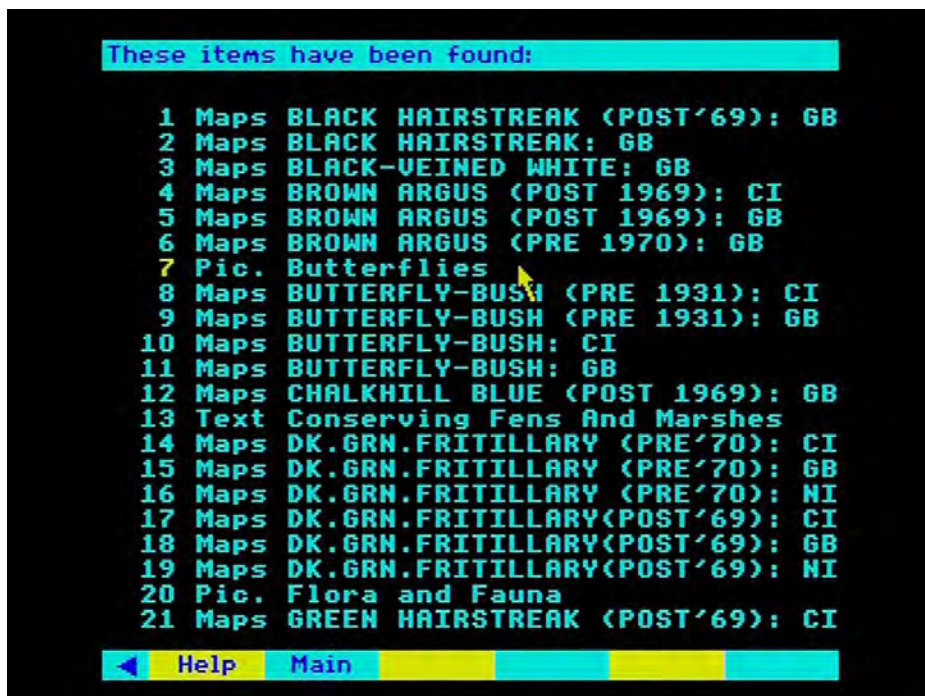 These items have been found:
1 Maps BLACK HAIRSTREAK (POST'69): GB
2 Maps BLACK HAIRSTREAK: GB
3 Maps BLACK-VEINED WHITE: GB
4 Maps BROWN ARGUS (POST 1969): CI
5 Maps BROWN ARGUS (POST 1969): GB
6 Maps BROWN ARGUS (PRE 1970): GB
7 Pic. Butterflies
8 Maps BUTTERFLY-BUSH (PRE 1931): CI
9 Maps BUTTERFLY-BUSH (PRE 1931): GB
10 Maps BUTTERFLY-BUSH: CI
11 Maps BUTTERFLY-BUSH: GB
12 Maps CHALKHILL BLUE (POST 1969): GB
13 Text Conserving Fens And Marshes
14 Maps DK.GRN.FRITILLARY (PRE'70): CI
15 Maps DK.GRN.FRITILLARY (PRE'70): GB
16 Maps DK.GRN.FRITILLARY (PRE'70): NI
17 Maps DK.GRN.FRITILLARY(POST'69): CI
18 Maps DK.GRN.FRITILLARY(POST'69): GB
19 Maps DK.GRN.FRITILLARY(POST'69): NI
20 Pic. Flora and Fauna
21 Maps GREEN HAIRSTREAK (POST'69): CI
Help Main